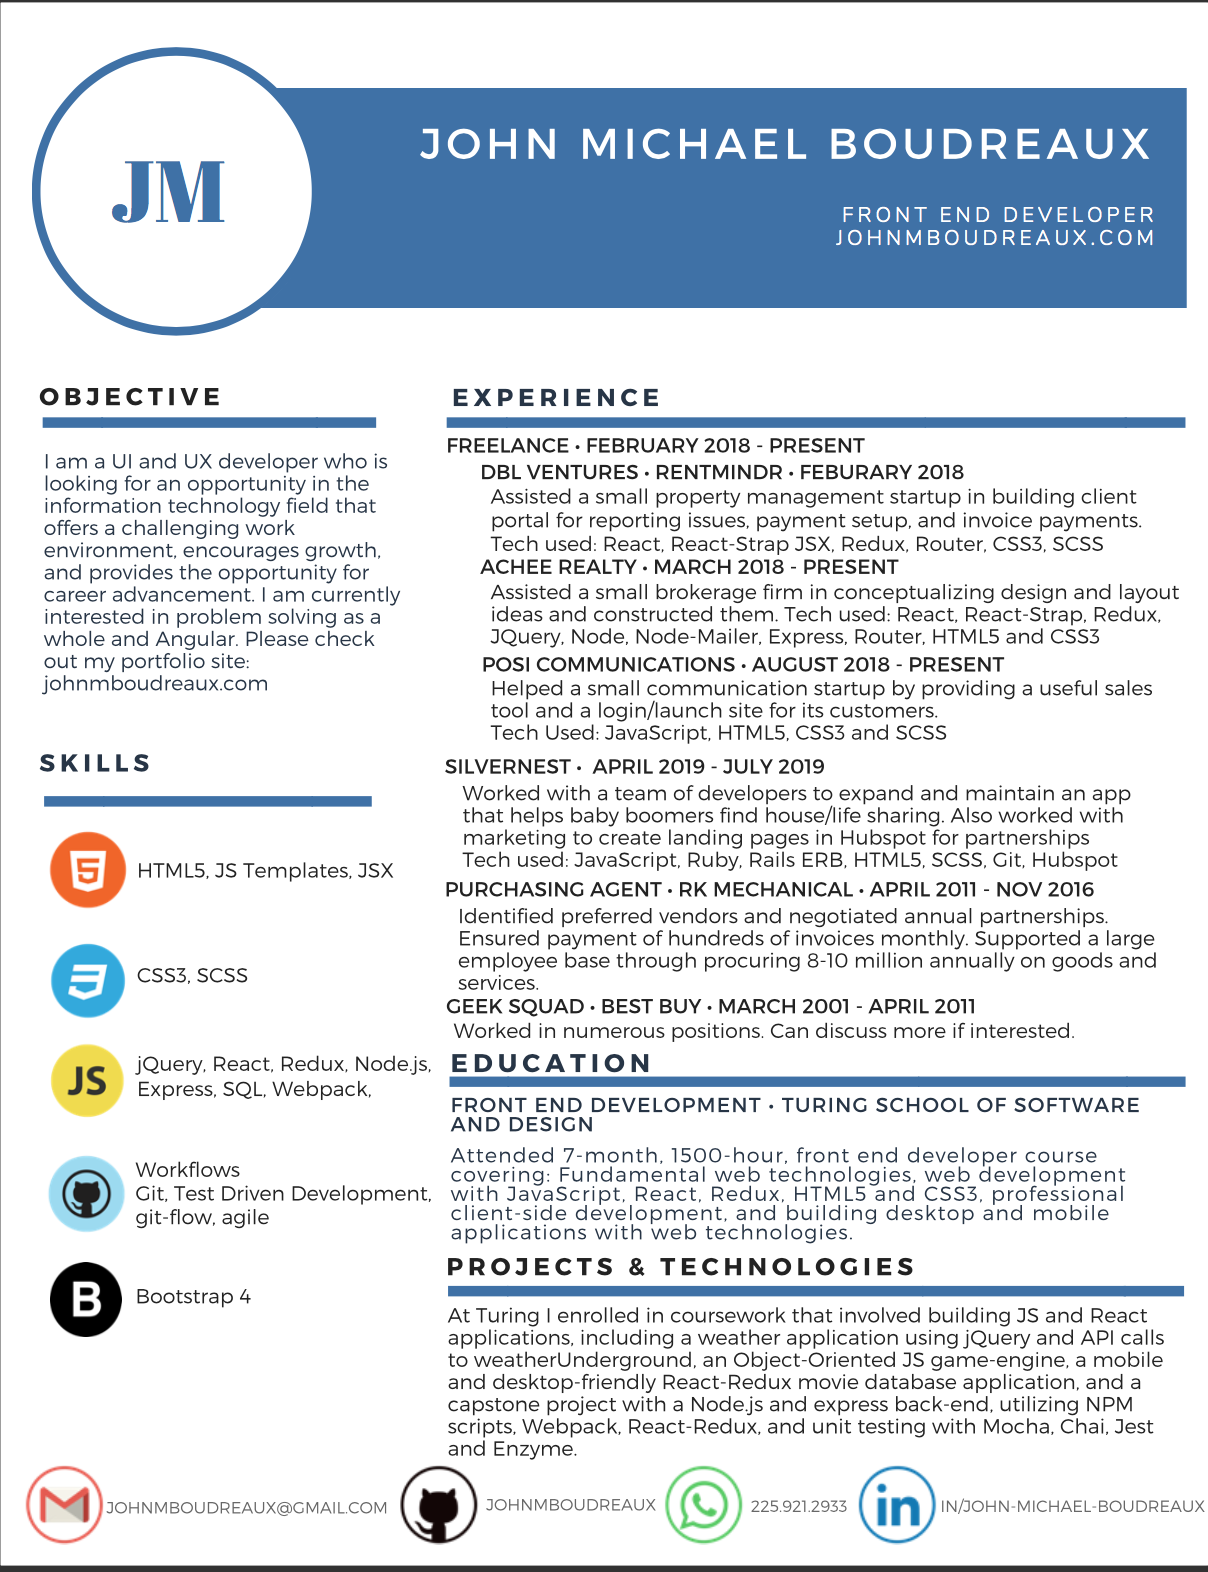 JM
JOHN MICHAEL BOUDREAUX
FRONT END DEVELOPER
JOHNMBOUDREAUX.COM
OBJECTIVE
I am a UI and UX developer who is
looking for an opportunity in the
information technology field that
offers a challenging work
environment, encourages growth,
and provides the opportunity for
career advancement. I am currently
interested in problem solving as a
whole and Angular. Please check
out my portfolio site:
johnmboudreaux.com
SKILLS
HTML5, JS Templates, JSX
CSS3, SCSS
JS
jQuery, React, Redux, Node.js,
Express, SQL, Webpack,
Workflows
Git, Test Driven Development,
git-flow, agile
B
Bootstrap 4
EXPERIENCE
FREELANCE • FEBRUARY 2018 - PRESENT
DBL VENTURES • RENTMINDR • FEBURARY 2018
Assisted a small property management startup in building client
portal for reporting issues, payment setup, and invoice payments.
Tech used: React, React-Strap JSX, Redux, Router, CSS3, SCSS
ACHEE REALTY • MARCH 2018 - PRESENT
Assisted a small brokerage firm in conceptualizing design and layout
ideas and constructed them. Tech used: React, React-Strap, Redux,
JQuery, Node, Node-Mailer, Express, Router, HTML5 and CSS3
POSI COMMUNICATIONS • AUGUST 2018 - PRESENT
Helped a small communication startup by providing a useful sales
tool and a login/launch site for its customers.
Tech Used: JavaScript, HTML5, CSS3 and SCSS
SILVERNEST • APRIL 2019 - JULY 2019
Worked with a team of developers to expand and maintain an app
that helps baby boomers find house/life sharing. Also worked with
marketing to create landing pages in Hubspot for partnerships
Tech used: JavaScript, Ruby, Rails ERB, HTML5, SCSS, Git, Hubspot
PURCHASING AGENT • RK MECHANICAL • APRIL 2011 - NOV 2016
Identified preferred vendors and negotiated annual partnerships.
Ensured payment of hundreds of invoices monthly. Supported a large
employee base through procuring 8-10 million annually on goods and
services.
GEEK SQUAD • BEST BUY • MARCH 2001 - APRIL 2011
Worked in numerous positions. Can discuss more if interested.
EDUCATION
FRONT END DEVELOPMENT • TURING SCHOOL OF SOFTWARE
AND DESIGN
Attended 7-month, 1500-hour, front end developer course
covering: Fundamental web technologies, web development
with JavaScript, React, Redux, HTML5 and CSS3, professional
client-side development, and building desktop and mobile
applications with web technologies.
PROJECTS & TECHNOLOGIES
At Turing I enrolled in coursework that involved building JS and React
applications, including a weather application using jQuery and API calls
to weatherUnderground, an Object-Oriented JS game-engine, a mobile
and desktop-friendly React-Redux movie database application, and a
capstone project with a Node.js and express back-end, utilizing NPM
scripts, Webpack, React-Redux, and unit testing with Mocha, Chai, Jest
and Enzyme.
JOHNMBOUDREAUX@GMAIL.COM
JOHNMBOUDREAUX
225.921.2933
in
IN/JOHN-MICHAEL-BOUDREAUX